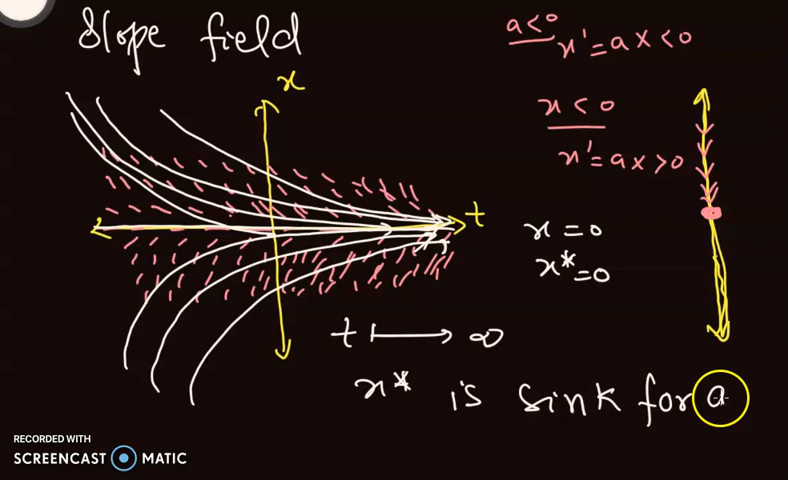 Slope field
a<0
x'=ax<0
x
x<0
x'=ax>0
t
x=0
x*=0
t ⟼ ∞
x* is sink for a
RECORDED WITH
SCREENCAST MATIC